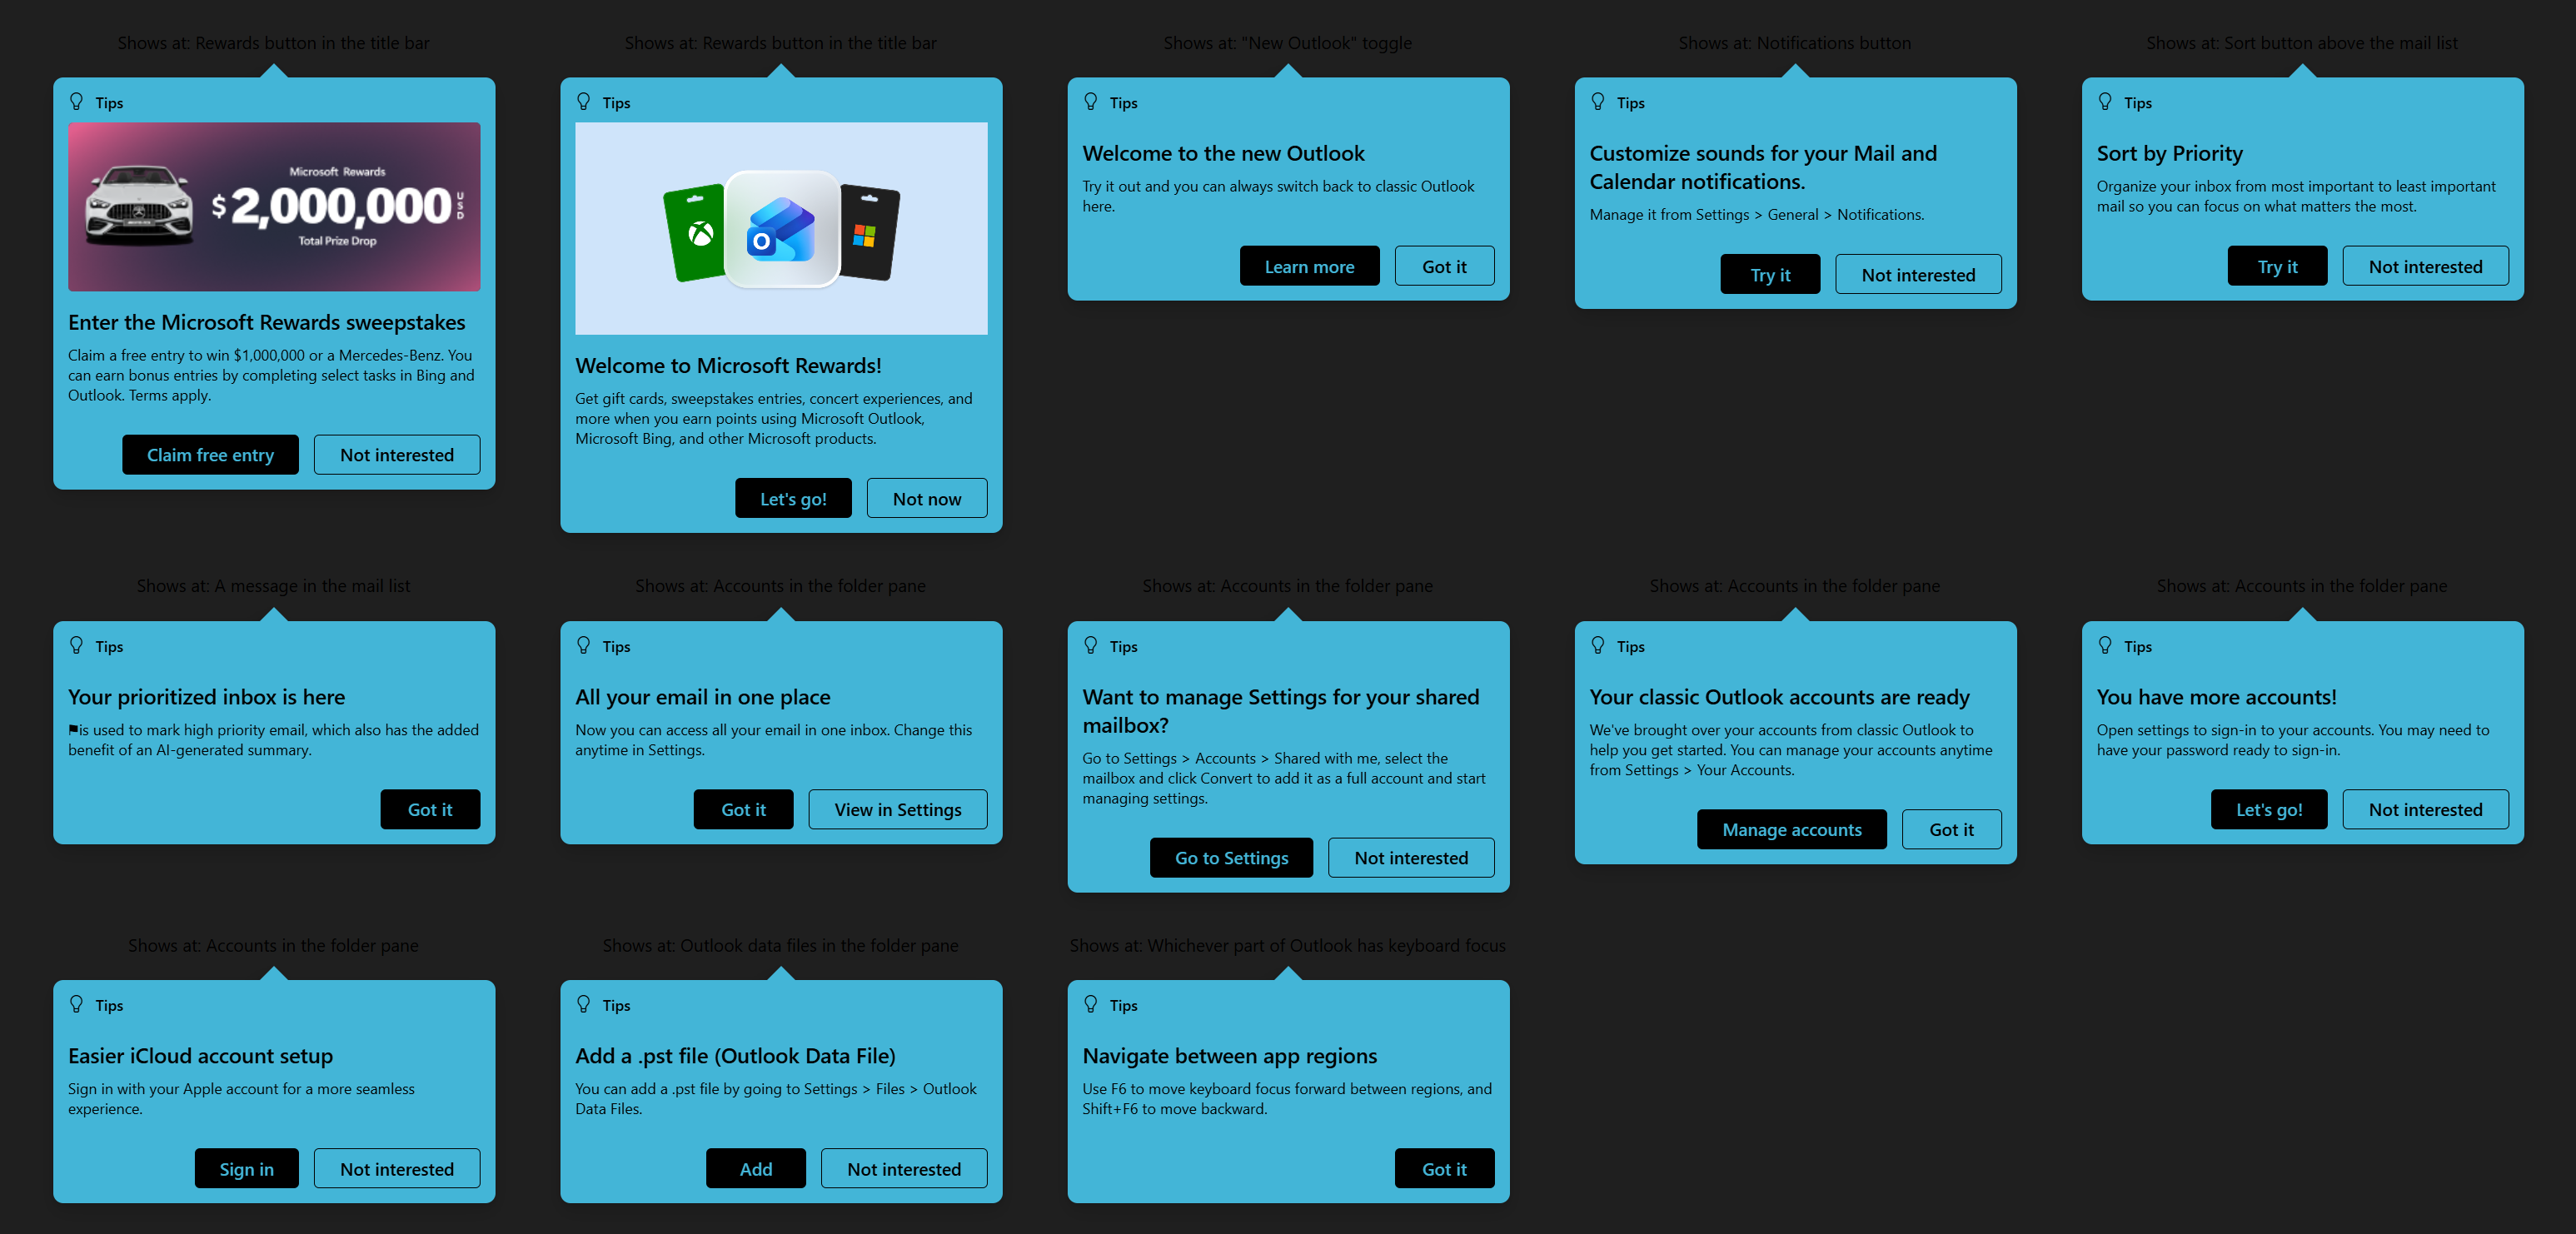 Shows at: Rewards button in the title bar
Tips
Microsoft Rewards
$2,000,000 USD
Total Prize Drop
Enter the Microsoft Rewards sweepstakes
Claim a free entry to win $1,000,000 or a Mercedes-Benz. You
can earn bonus entries by completing select tasks in Bing and
Outlook. Terms apply.
Claim free entry
Not interested
Shows at: Rewards button in the title bar
Tips
O
Welcome to Microsoft Rewards!
Get gift cards, sweepstakes entries, concert experiences, and
more when you earn points using Microsoft Outlook,
Microsoft Bing, and other Microsoft products.
Let's go!
Not now
Shows at: "New Outlook" toggle
Tips
Welcome to the new Outlook
Try it out and you can always switch back to classic Outlook
here.
Learn more
Got it
Shows at: Notifications button
Tips
Customize sounds for your Mail and
Calendar notifications.
Manage it from Settings > General > Notifications.
Try it
Not interested
Shows at: Sort button above the mail list
Tips
Sort by Priority
Organize your inbox from most important to least important
mail so you can focus on what matters the most.
Try it
Not interested
Shows at: A message in the mail list
Tips
Your prioritized inbox is here
is used to mark high priority email, which also has the added
benefit of an AI-generated summary.
Got it
Shows at: Accounts in the folder pane
Tips
All your email in one place
Now you can access all your email in one inbox. Change this
anytime in Settings.
Got it
View in Settings
Shows at: Accounts in the folder pane
Tips
Want to manage Settings for your shared
mailbox?
Go to Settings > Accounts > Shared with me, select the
mailbox and click Convert to add it as a full account and start
managing settings.
Go to Settings
Not interested
Shows at: Accounts in the folder pane
Tips
Your classic Outlook accounts are ready
We've brought over your accounts from classic Outlook to
help you get started. You can manage your accounts anytime
from Settings > Your Accounts.
Manage accounts
Got it
Shows at: Accounts in the folder pane
Tips
You have more accounts!
Open settings to sign-in to your accounts. You may need to
have your password ready to sign-in.
Let's go!
Not interested
Shows at: Accounts in the folder pane
Tips
Easier iCloud account setup
Sign in with your Apple account for a more seamless
experience.
Sign in
Not interested
Shows at: Outlook data files in the folder pane
Tips
Add a .pst file (Outlook Data File)
You can add a .pst file by going to Settings > Files > Outlook
Data Files.
Add
Not interested
Shows at: Whichever part of Outlook has keyboard focus
Tips
Navigate between app regions
Use F6 to move keyboard focus forward between regions, and
Shift+F6 to move backward.
Got it